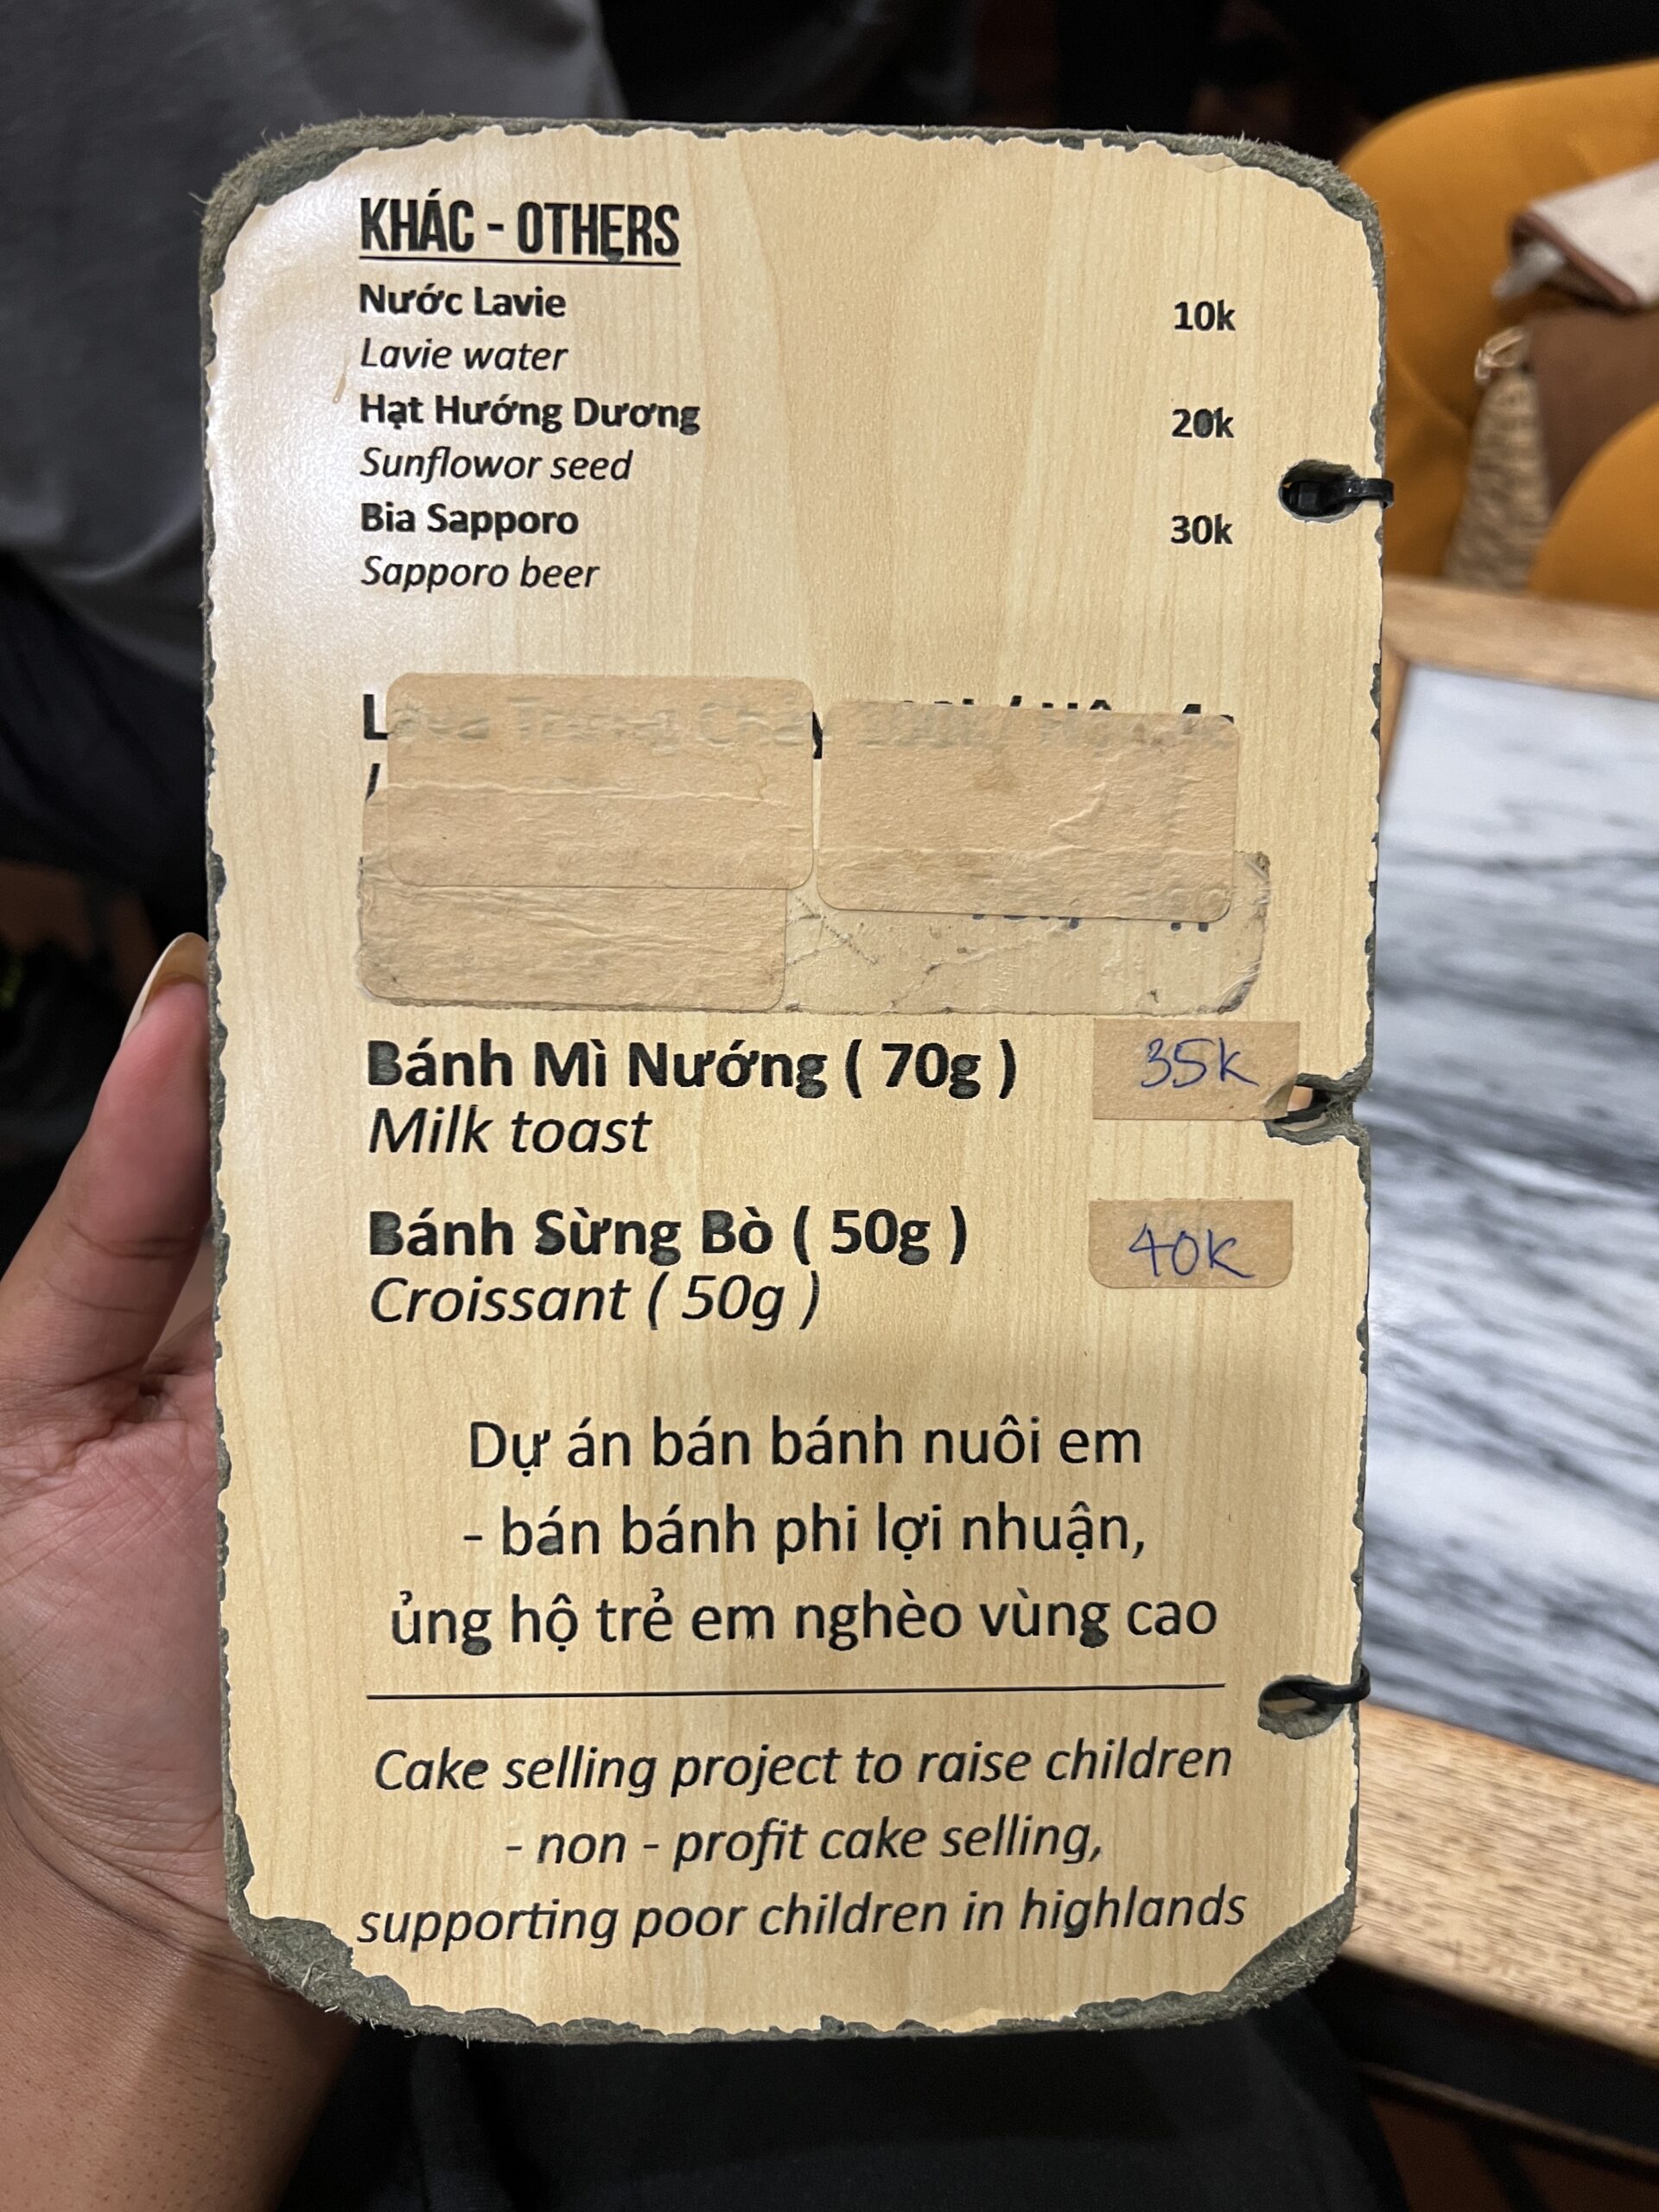 KHÁC - OTHERS
Nước Lavie 10k
Lavie water
Hạt Hướng Dương 20k
Sunflowor seed
Bia Sapporo 30k
Sapporo beer
Bánh Mì Nướng ( 70g ) 35k
Milk toast
Bánh Sừng Bò ( 50g ) 40k
Croissant ( 50g )
Dự án bán bánh nuôi em
- bán bánh phi lợi nhuận,
ủng hộ trẻ em nghèo vùng cao
Cake selling project to raise children
- non - profit cake selling,
supporting poor children in highlands